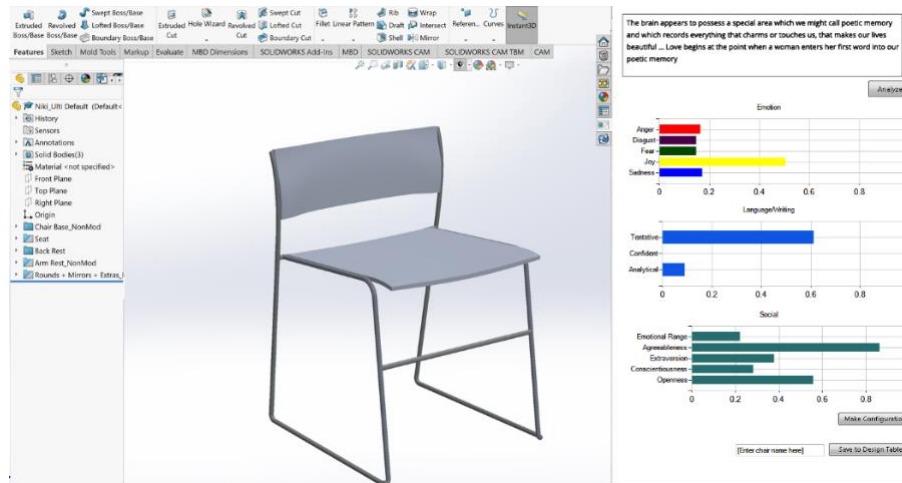 Extruded Boss/Base
Revolved Boss/Base
Swept Boss/Base
Lofted Boss/Base
Boundary Boss/Base
Extruded Cut
Hole Wizard
Revolved Cut
Swept Cut
Lofted Cut
Boundary Cut
Fillet
Linear Pattern
Rib
Draft
Shell
Wrap
Intersect
Mirror
Referen...
Curves
Instant3D
Features Sketch Mold Tools Markup Evaluate MBD Dimensions SOLIDWORKS Add-Ins MBD SOLIDWORKS CAM SOLIDWORKS CAM TBM CAM
Niki_Ulti Default (Default<
History
Sensors
Annotations
Solid Bodies(3)
Material <not specified>
Front Plane
Top Plane
Right Plane
Origin
Chair Base_NonMod
Seat
Back Rest
Arm Rest_NonMod
Rounds + Mirrors + Extras_
The brain appears to possess a special area which we might call poetic memory
and which records everything that charms or touches us, that makes our lives
beautiful ... Love begins at the point when a woman enters her first word into our
poetic memory
Analyze
Emotion
Anger
Disgust
Fear
Joy
Sadness
0 0.2 0.4 0.6 0.8
Language/Writing
Tentative
Confident
Analytical
0 0.2 0.4 0.6 0.8
Social
Emotional Range
Agreeableness
Extraversion
Conscientiousness
Openness
0 0.2 0.4 0.6 0.8
Make Configuratio
[Enter chair name here] Save to Design Table